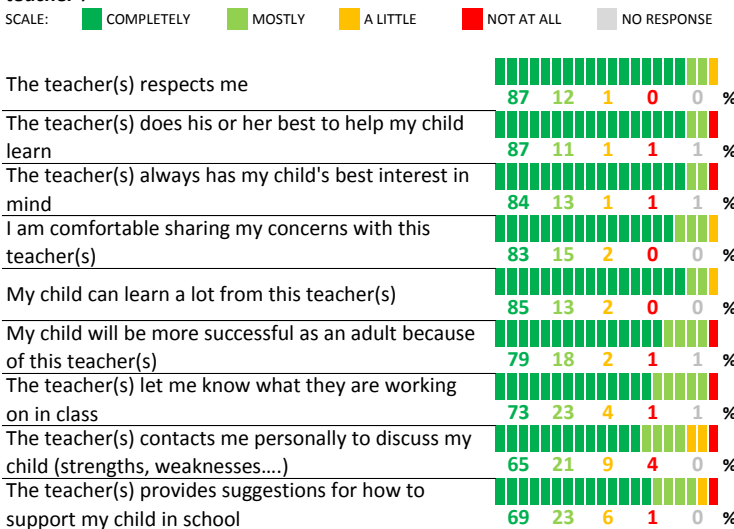 teacher?
SCALE: COMPLETELY MOSTLY A LITTLE NOT AT ALL NO RESPONSE
The teacher(s) respects me
87 12 1 0 0 %
The teacher(s) does his or her best to help my child
learn
87 11 1 1 1 %
The teacher(s) always has my child's best interest in
mind
84 13 1 1 1 %
I am comfortable sharing my concerns with this
teacher(s)
83 15 2 0 0 %
My child can learn a lot from this teacher(s)
85 13 2 0 0 %
My child will be more successful as an adult because
of this teacher(s)
79 18 2 1 1 %
The teacher(s) let me know what they are working
on in class
73 23 4 1 1 %
The teacher(s) contacts me personally to discuss my
child (strengths, weaknesses....)
65 21 9 4 0 %
The teacher(s) provides suggestions for how to
support my child in school
69 23 6 1 0 %